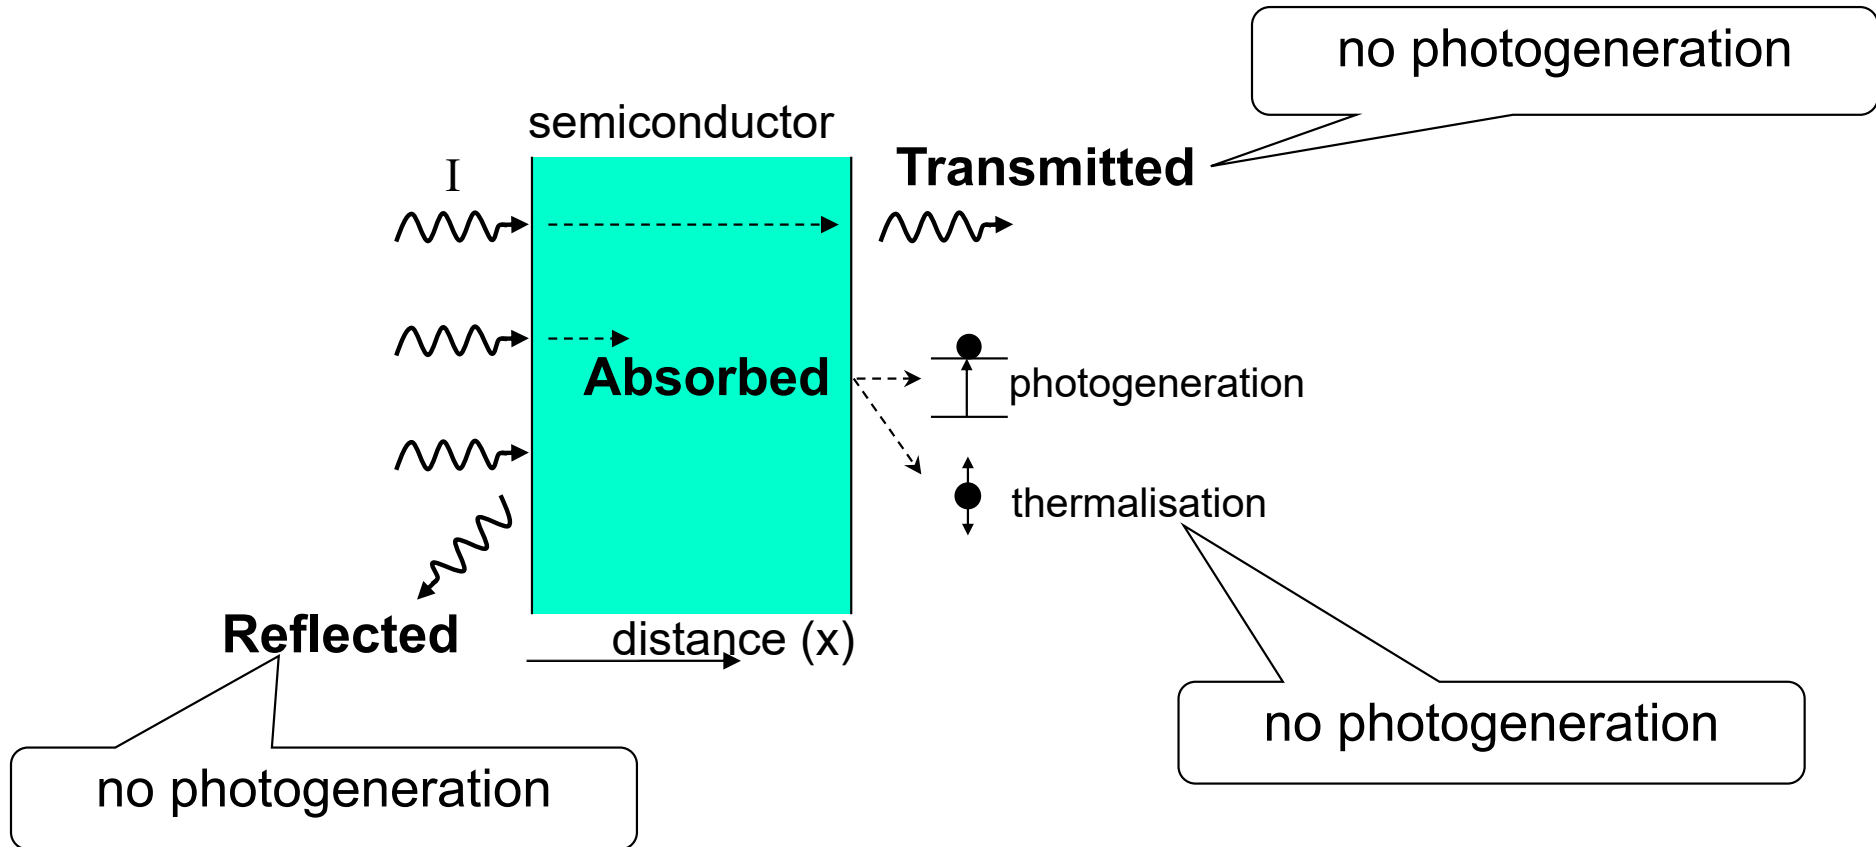 no photogeneration
semiconductor
I
Transmitted
Absorbed
photogeneration
thermalisation
Reflected
distance (x)
no photogeneration
no photogeneration